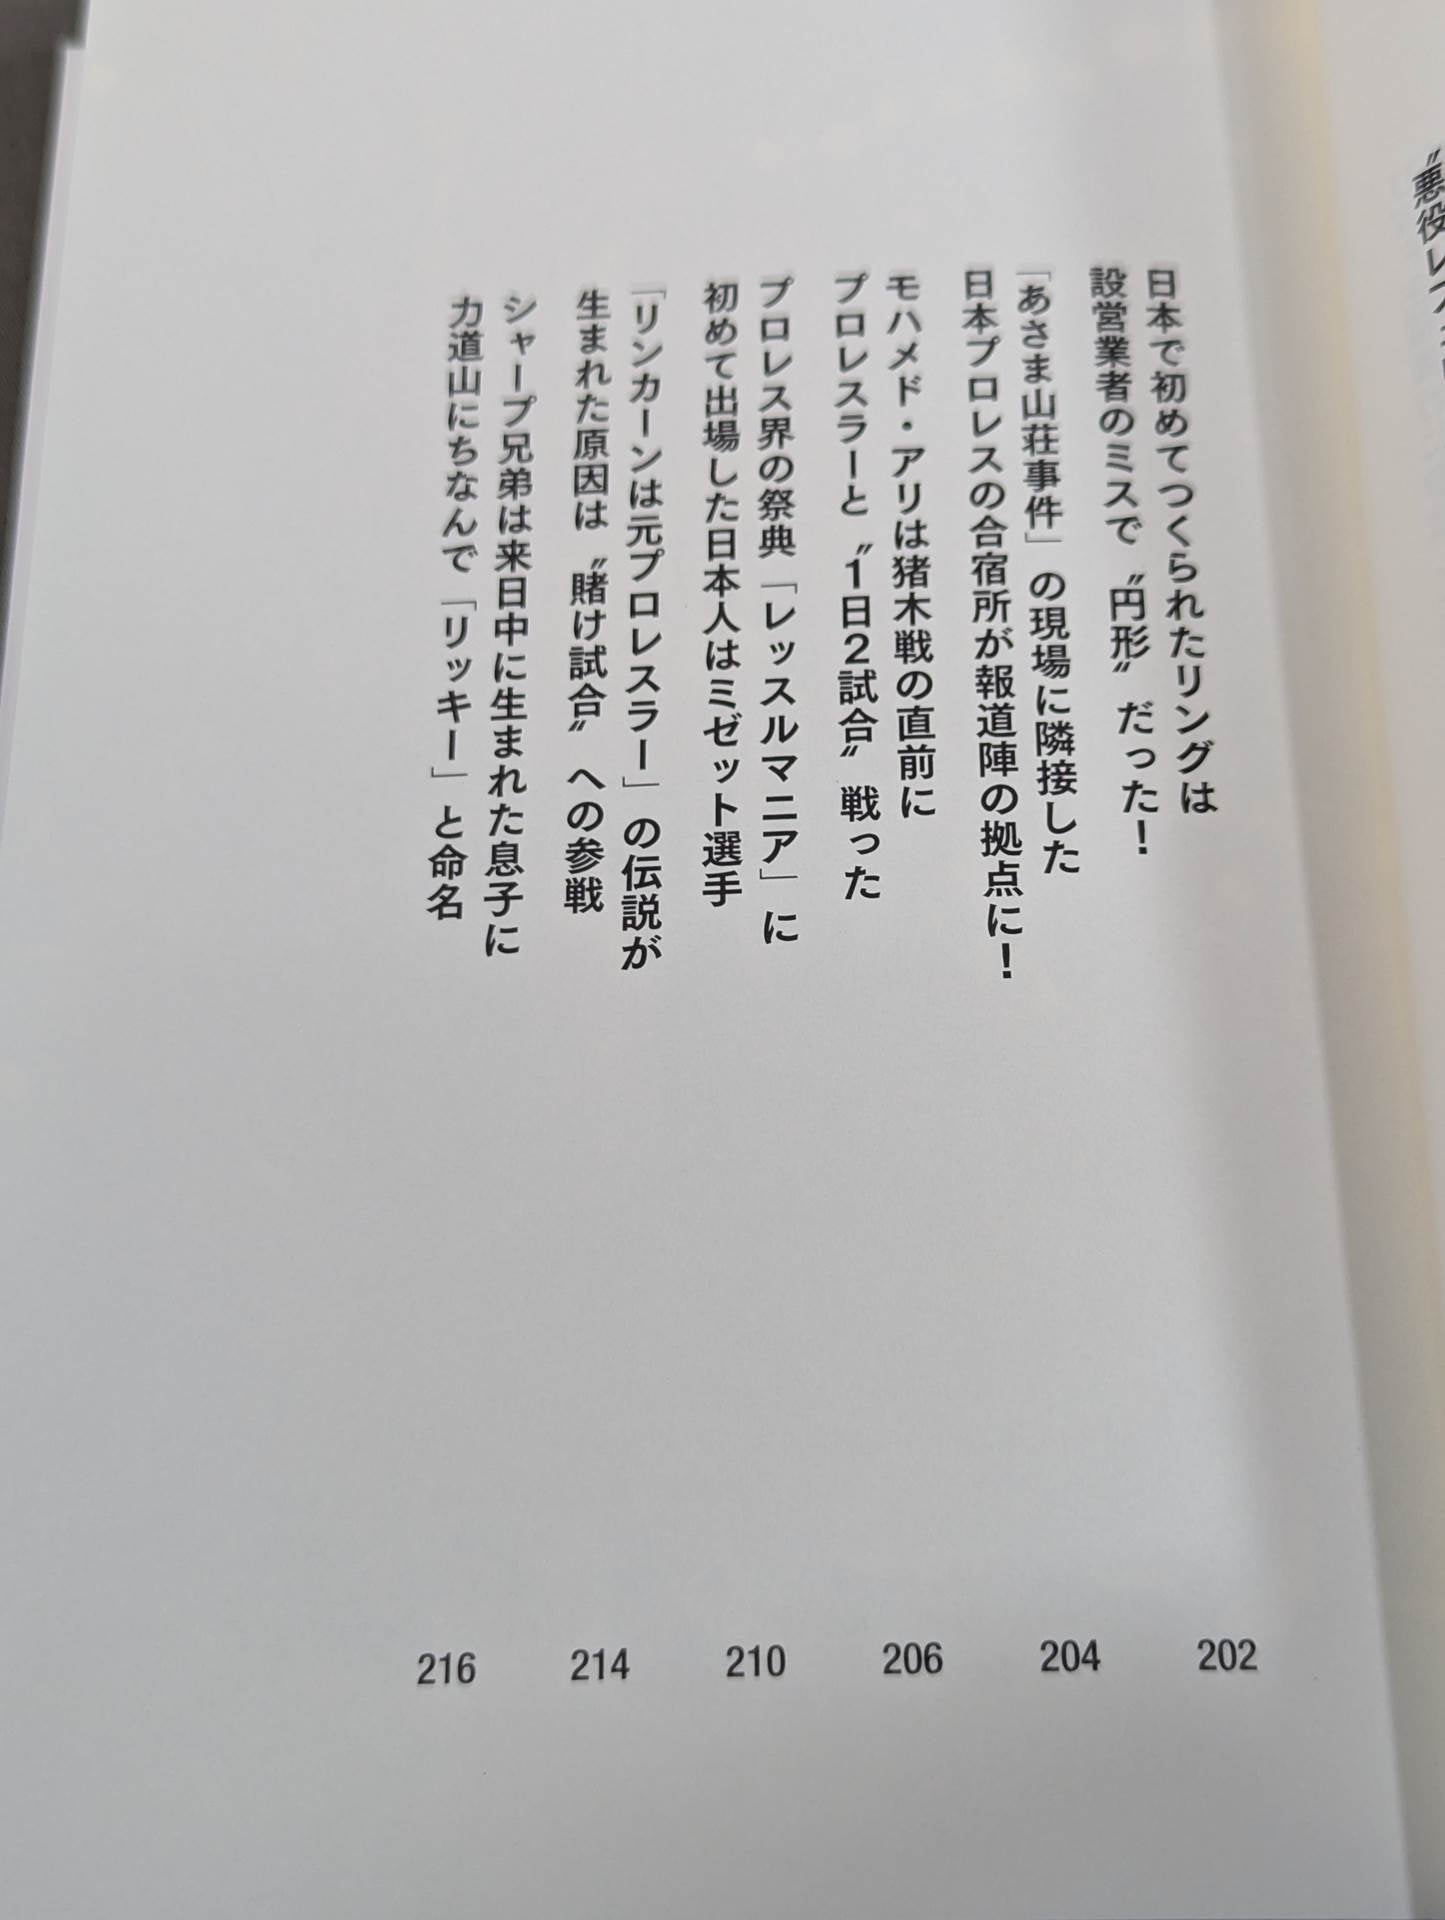 〝悪役レ
日本で初めてつくられたリングは
設営業者のミスで〝円形〟だった！
202
「あさま山荘事件」の現場に隣接した
日本プロレスの合宿所が報道陣の拠点に！
204
モハメド・アリは猪木戦の直前に
プロレスラーと〝1日2試合〟戦った
206
プロレス界の祭典「レッスルマニア」に
初めて出場した日本人はミゼット選手
210
「リンカーンは元プロレスラー」の伝説が
生まれた原因は〝賭け試合〟への参戦
214
シャープ兄弟は来日中に生まれた息子に
力道山にちなんで「リッキー」と命名
216